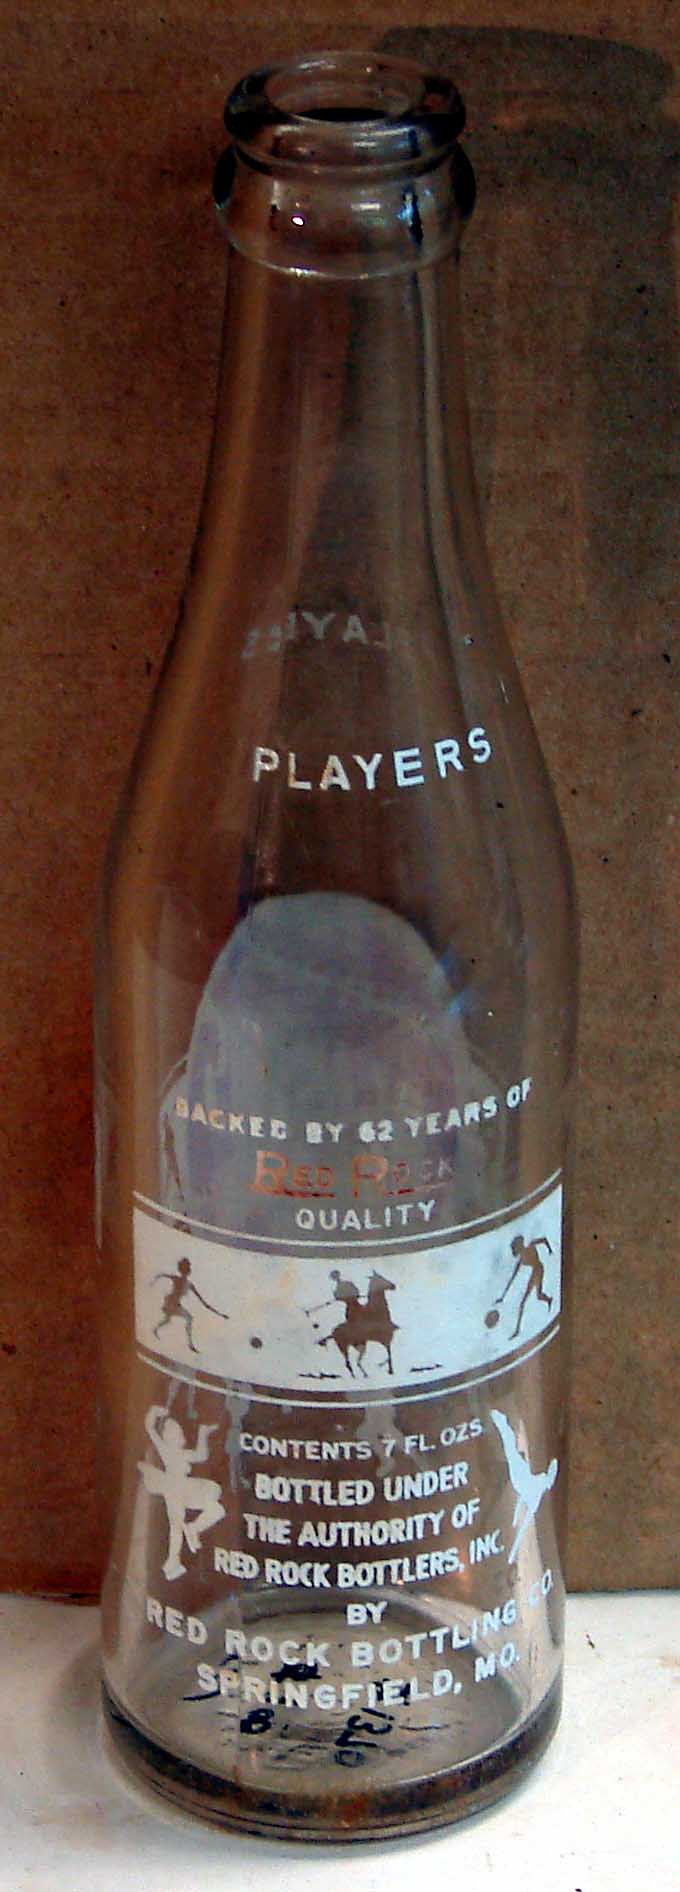 PLAYERS
BACKED BY 62 YEARS OF
RED ROCK
QUALITY
CONTENTS 7 FL. OZS.
BOTTLED UNDER
THE AUTHORITY OF
RED ROCK BOTTLERS, INC.
BY
RED ROCK BOTTLING CO.
SPRINGFIELD, MO.